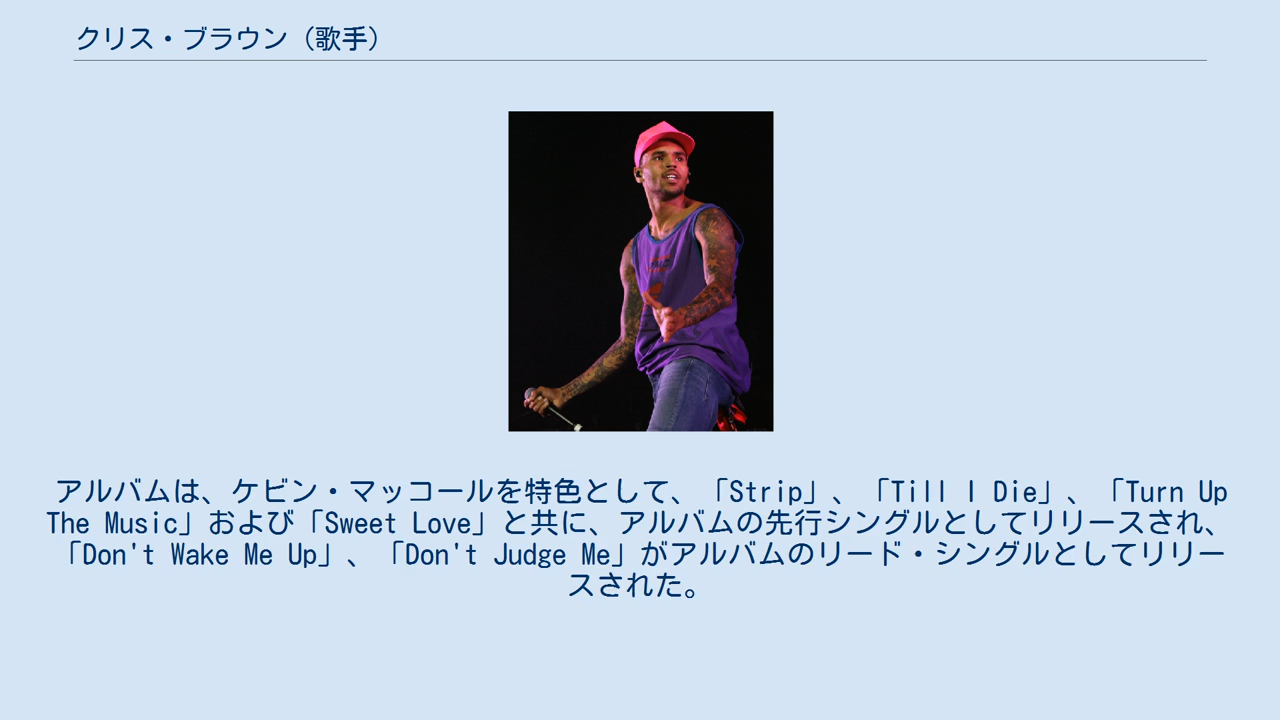 クリス・ブラウン（歌手）
アルバムは、ケビン・マッコールを特色として、「Strip」、「Till I Die」、「Turn Up
The Music」および「Sweet Love」と共に、アルバムの先行シングルとしてリリースされ、
「Don't Wake Me Up」、「Don't Judge Me」がアルバムのリード・シングルとしてリリー
スされた。